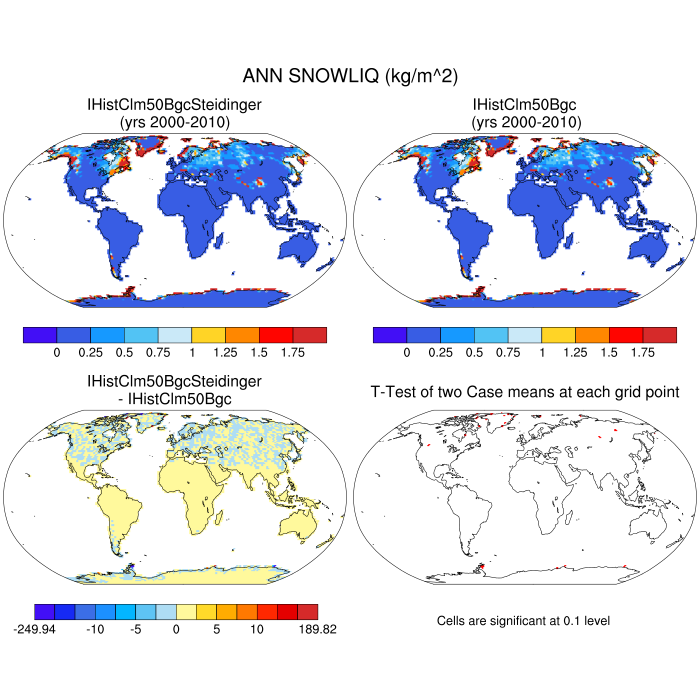 ANN SNOWLIQ (kg/m^2)
IHistClm50BgcSteidinger
(yrs 2000-2010)
IHistClm50Bgc
(yrs 2000-2010)
0 0.25 0.5 0.75 1 1.25 1.5 1.75
0 0.25 0.5 0.75 1 1.25 1.5 1.75
IHistClm50BgcSteidinger
- IHistClm50Bgc
T-Test of two Case means at each grid point
-249.94 -10 -5 0 5 10 189.82
Cells are significant at 0.1 level